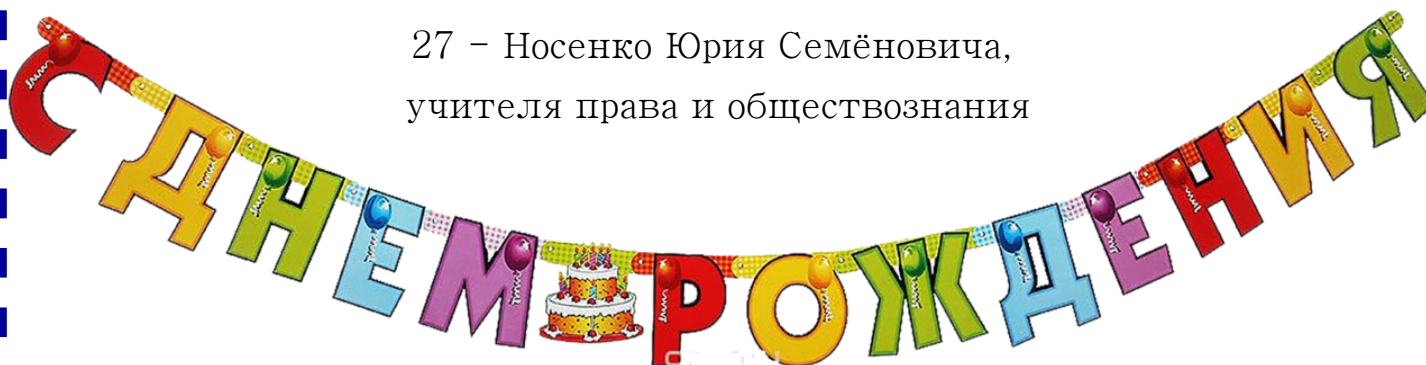 27 - Носенко Юрия Семёновича,
учителя права и обществознания
С ДНЕМ РОЖДЕНИЯ